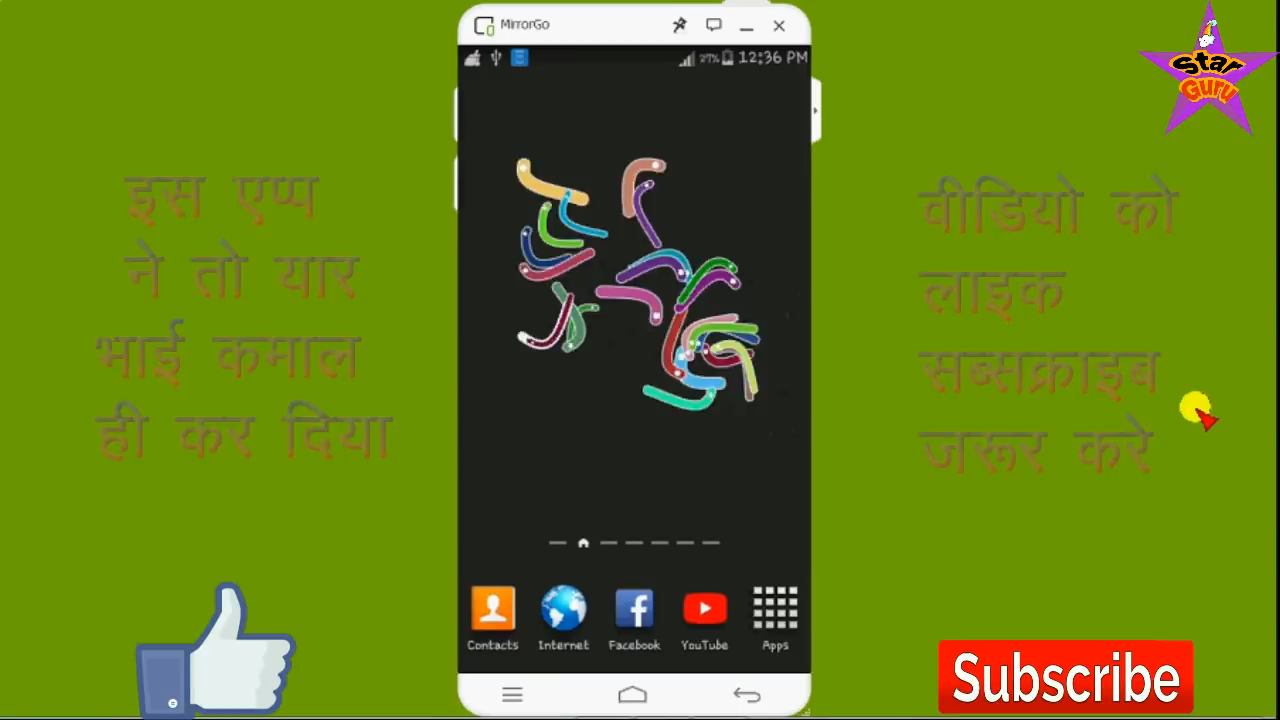 MirrorGo
27% 12:36 PM
Star
Guru
इस एप्प
ने तो यार
भाई कमाल
ही कर दिया
वीडियो को
लाइक
सब्सक्राइब
जरूर करे
Contacts
Internet
Facebook
YouTube
Apps
Subscribe